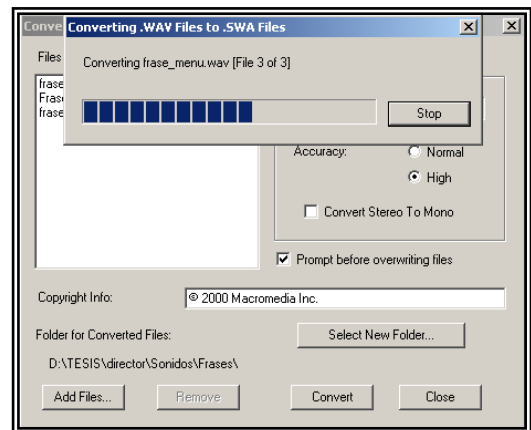 Conve
Converting .WAV Files to .SWA Files
Files
Converting frase_menu.wav [File 3 of 3]
frase
Frase
frase
Stop
Accuracy:
Normal
High
Convert Stereo To Mono
Prompt before overwriting files
Copyright Info:
© 2000 Macromedia Inc.
Folder for Converted Files:
Select New Folder...
D:\TESIS\director\Sonidos\Frases\
Add Files...
Remove
Convert
Close